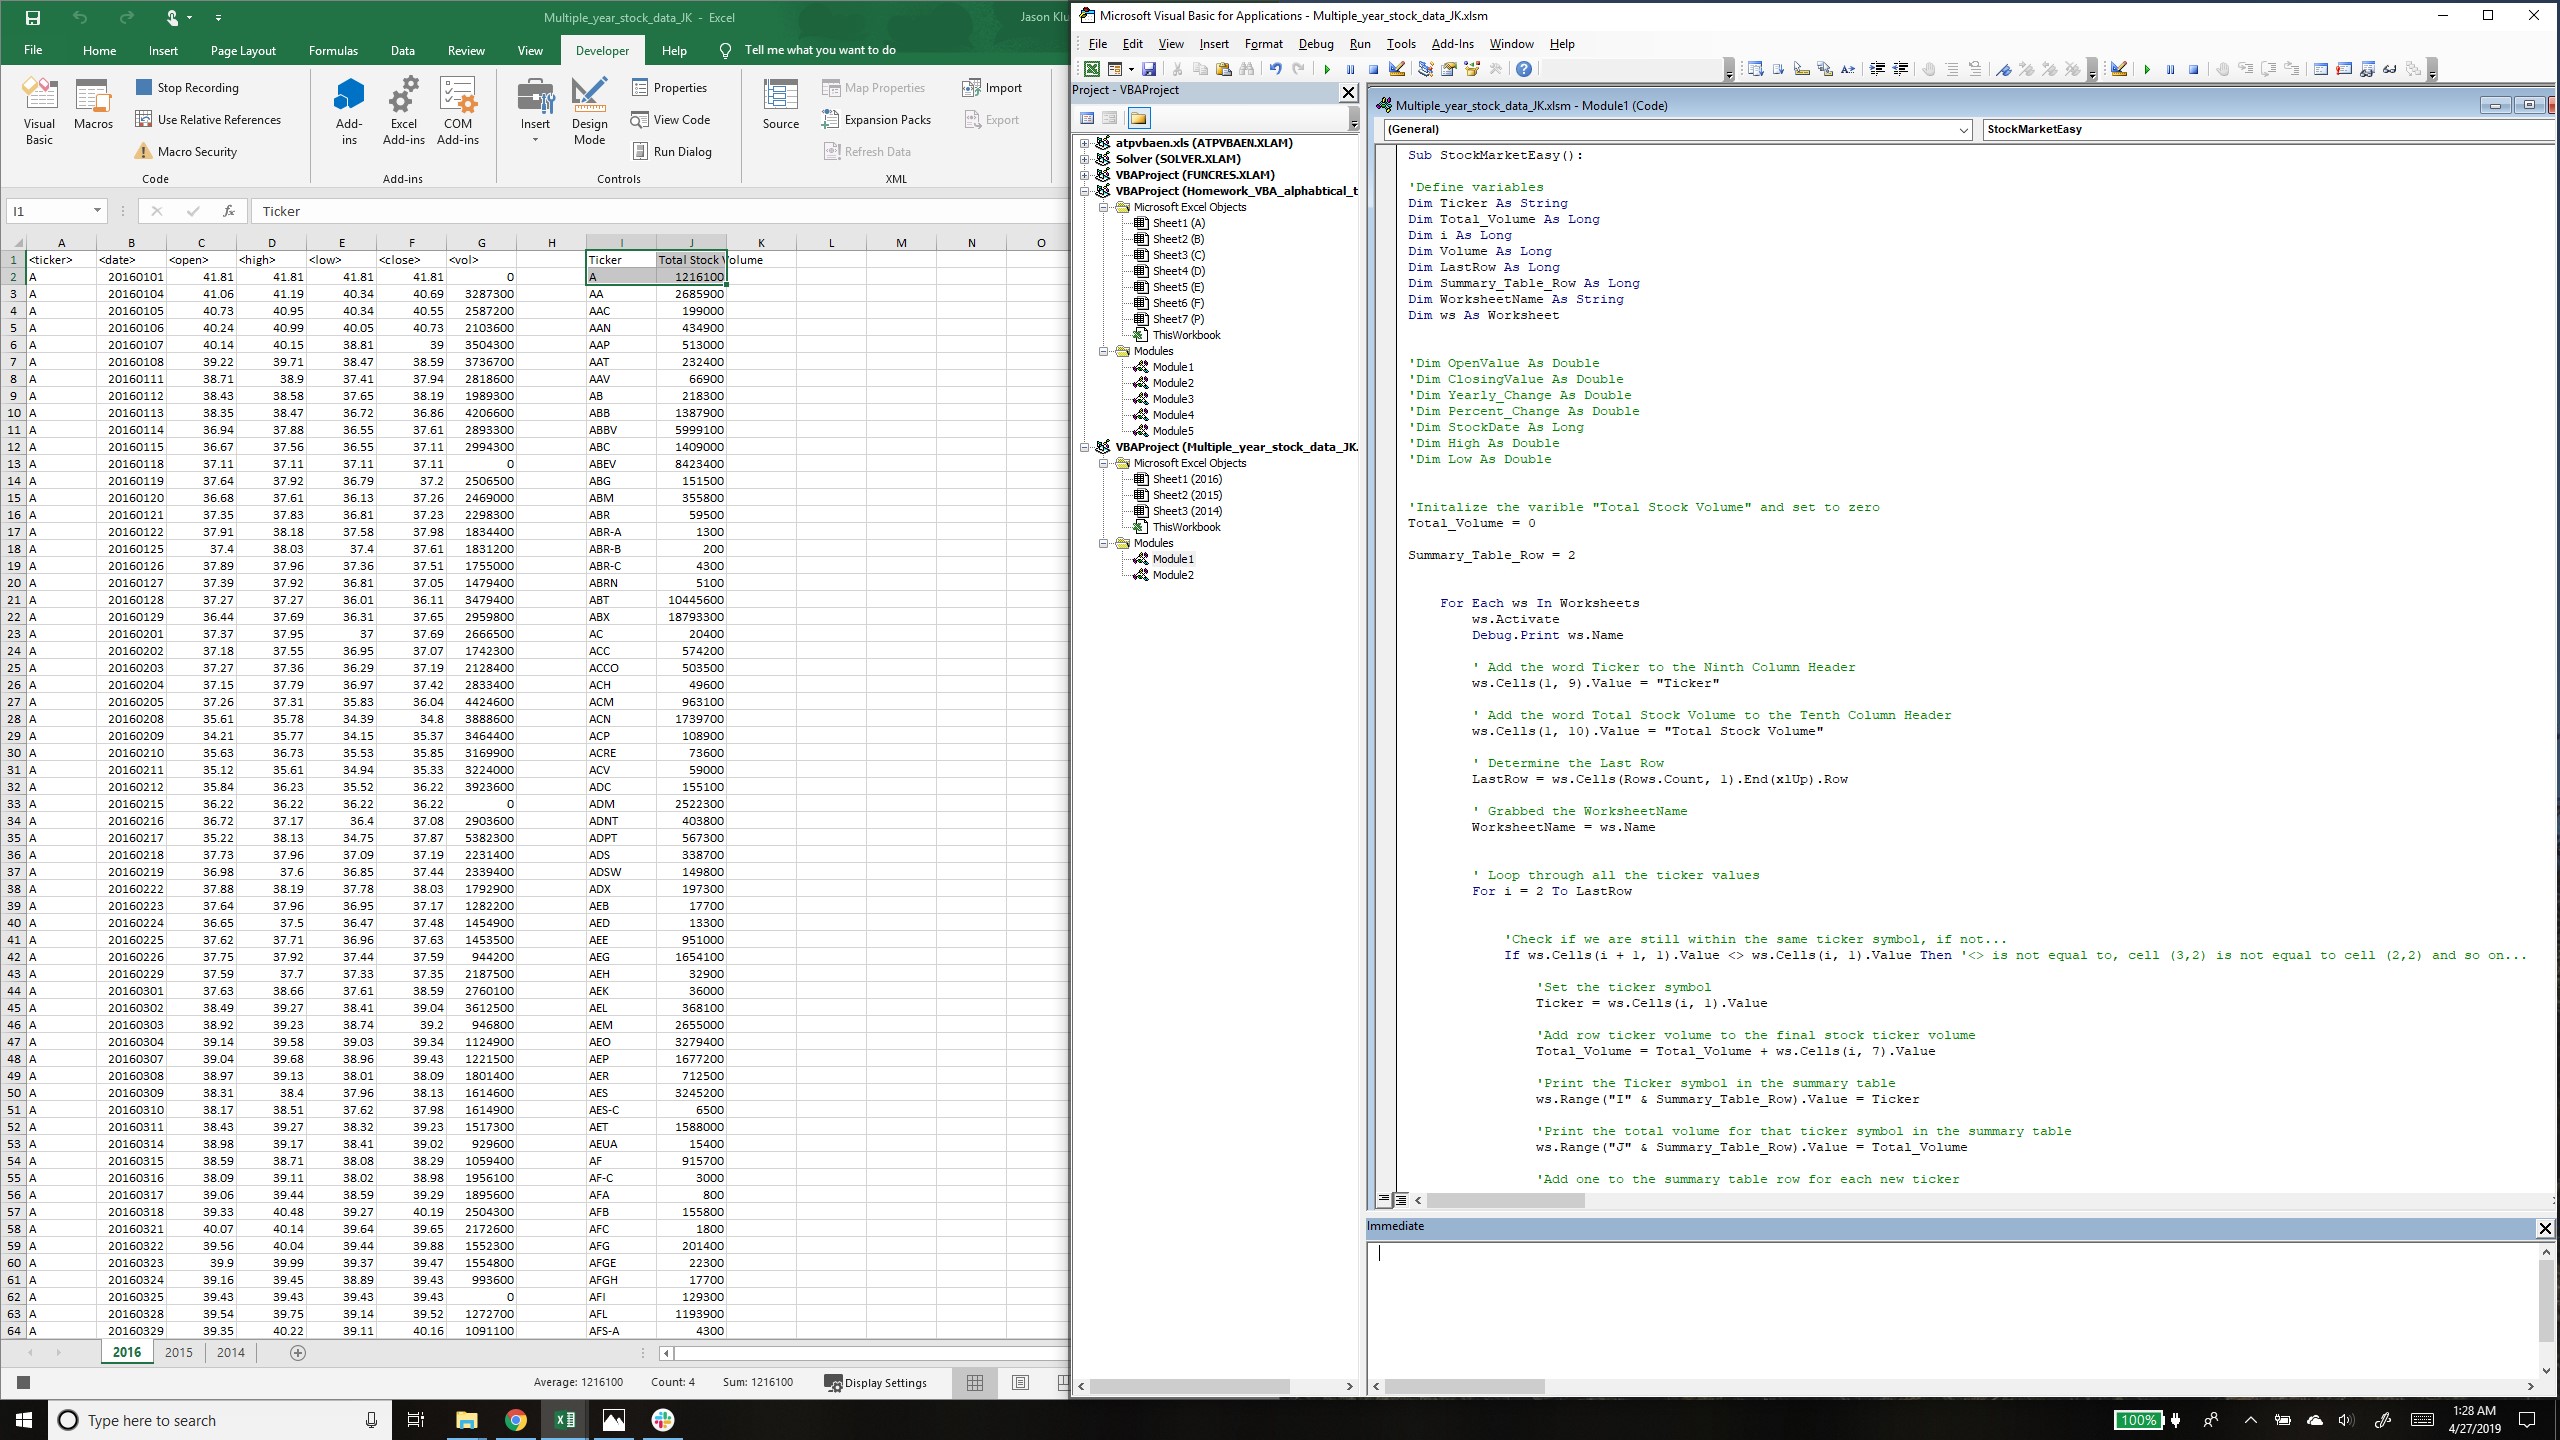 Multiple_year_stock_data_JK - Excel
Jason Klu
File Home Insert Page Layout Formulas Data Review View Developer Help Tell me what you want to do
Visual Basic
Macros
Stop Recording
Use Relative References
Macro Security
Code
Add-ins
Excel Add-ins
COM Add-ins
Add-ins
Insert
Design Mode
Properties
View Code
Run Dialog
Controls
Source
Map Properties
Expansion Packs
Refresh Data
Import
Export
XML
I1
fx
Ticker
A B C D E F G H I J K L M N O
1 <ticker> <date> <open> <high> <low> <close> <vol> Ticker Total Stock Volume
2 A 20160101 41.81 41.81 41.81 41.81 0 A 1216100
3 A 20160104 41.06 41.19 40.34 40.69 3287300 AA 2685900
4 A 20160105 40.73 40.95 40.34 40.55 2587200 AAC 199000
5 A 20160106 40.24 40.99 40.05 40.73 2103600 AAN 434900
6 A 20160107 40.14 40.15 38.81 39 3504300 AAP 513000
7 A 20160108 39.22 39.71 38.47 38.59 3736700 AAT 232400
8 A 20160111 38.71 38.9 37.41 37.94 2818600 AAV 66900
9 A 20160112 38.43 38.58 37.65 38.19 1989300 AB 218300
10 A 20160113 38.35 38.47 36.72 36.86 4206600 ABB 1387900
11 A 20160114 36.94 37.88 36.55 37.61 2893300 ABBV 5999100
12 A 20160115 36.67 37.56 36.55 37.11 2994300 ABC 1409000
13 A 20160118 37.11 37.11 37.11 37.11 0 ABEV 8423400
14 A 20160119 37.64 37.92 36.79 37.2 2506500 ABG 151500
15 A 20160120 36.68 37.61 36.13 37.26 2469000 ABM 355800
16 A 20160121 37.35 37.83 36.81 37.23 2298300 ABR 59500
17 A 20160122 37.91 38.18 37.58 37.98 1834400 ABR-A 1300
18 A 20160125 37.4 38.03 37.4 37.61 1831200 ABR-B 200
19 A 20160126 37.89 37.96 37.36 37.51 1755000 ABR-C 4300
20 A 20160127 37.39 37.92 36.81 37.05 1479400 ABRN 5100
21 A 20160128 37.27 37.27 36.01 36.11 3479400 ABT 10445600
22 A 20160129 36.44 37.69 36.31 37.65 2959800 ABX 18793300
23 A 20160201 37.37 37.95 37 37.69 2666500 AC 20400
24 A 20160202 37.18 37.55 36.95 37.07 1742300 ACC 574200
25 A 20160203 37.27 37.36 36.29 37.19 2128400 ACCO 503500
26 A 20160204 37.15 37.79 36.97 37.42 2833400 ACH 49600
27 A 20160205 37.26 37.31 35.83 36.04 4424600 ACM 963100
28 A 20160208 35.61 35.78 34.39 34.8 3888600 ACN 1739700
29 A 20160209 34.21 35.77 34.15 35.37 3464400 ACP 108900
30 A 20160210 35.63 36.73 35.53 35.85 3169900 ACRE 73600
31 A 20160211 35.12 35.61 34.94 35.33 3224000 ACV 59000
32 A 20160212 35.84 36.23 35.52 36.22 3923600 ADC 155100
33 A 20160215 36.22 36.22 36.22 36.22 0 ADM 2522300
34 A 20160216 36.72 37.17 36.4 37.08 2903600 ADNT 403800
35 A 20160217 35.22 38.13 34.75 37.87 5382300 ADPT 567300
36 A 20160218 37.73 37.96 37.09 37.19 2231400 ADS 338700
37 A 20160219 36.98 37.6 36.85 37.44 2339400 ADSW 149800
38 A 20160222 37.88 38.19 37.78 38.03 1792900 ADX 197300
39 A 20160223 37.64 37.96 36.95 37.17 1282200 AEB 17700
40 A 20160224 36.65 37.5 36.47 37.48 1454900 AED 13300
41 A 20160225 37.62 37.71 36.96 37.63 1453500 AEE 951000
42 A 20160226 37.75 37.92 37.44 37.59 944200 AEG 1654100
43 A 20160229 37.59 37.7 37.33 37.35 2187500 AEH 32900
44 A 20160301 37.63 38.66 37.61 38.59 2760100 AEK 36000
45 A 20160302 38.49 39.27 38.41 39.04 3612500 AEL 368100
46 A 20160303 38.92 39.23 38.74 39.2 946800 AEM 2655000
47 A 20160304 39.14 39.58 39.03 39.34 1124900 AEO 3279400
48 A 20160307 39.04 39.68 38.96 39.43 1221500 AEP 1677200
49 A 20160308 38.97 39.13 38.01 38.09 1801400 AER 712500
50 A 20160309 38.31 38.4 37.96 38.13 1614600 AES 3245200
51 A 20160310 38.17 38.51 37.62 37.98 1614900 AES-C 6500
52 A 20160311 38.43 39.27 38.32 39.23 1517300 AET 1588000
53 A 20160314 38.98 39.17 38.41 39.02 929600 AEUA 15400
54 A 20160315 38.59 38.71 38.08 38.29 1059400 AF 915700
55 A 20160316 38.09 39.11 38.02 38.98 1956100 AF-C 3000
56 A 20160317 39.06 39.44 38.59 39.29 1895600 AFA 800
57 A 20160318 39.33 40.48 39.27 40.19 2504300 AFB 155800
58 A 20160321 40.07 40.14 39.64 39.65 2172600 AFC 1800
59 A 20160322 39.56 40.04 39.44 39.88 1552300 AFG 201400
60 A 20160323 39.9 39.99 39.37 39.47 1554800 AFGE 22300
61 A 20160324 39.16 39.45 38.89 39.43 993600 AFGH 17700
62 A 20160325 39.43 39.43 39.43 39.43 0 AFI 129300
63 A 20160328 39.54 39.75 39.14 39.52 1272700 AFL 1193900
64 A 20160329 39.35 40.22 39.11 40.16 1091100 AFS-A 4300
2016 2015 2014
Average: 1216100 Count: 4 Sum: 1216100 Display Settings
Microsoft Visual Basic for Applications - Multiple_year_stock_data_JK.xlsm
File Edit View Insert Format Debug Run Tools Add-Ins Window Help
Project - VBAProject
atpvbaen.xls (ATPVBAEN.XLAM)
Solver (SOLVER.XLAM)
VBAProject (FUNCRES.XLAM)
VBAProject (Homework_VBA_alphabtical_t
Microsoft Excel Objects
Sheet1 (A)
Sheet2 (B)
Sheet3 (C)
Sheet4 (D)
Sheet5 (E)
Sheet6 (F)
Sheet7 (P)
ThisWorkbook
Modules
Module1
Module2
Module3
Module4
Module5
VBAProject (Multiple_year_stock_data_JK.
Microsoft Excel Objects
Sheet1 (2016)
Sheet2 (2015)
Sheet3 (2014)
ThisWorkbook
Modules
Module1
Module2
Multiple_year_stock_data_JK.xlsm - Module1 (Code)
(General) StockMarketEasy
Sub StockMarketEasy():
'Define variables
Dim Ticker As String
Dim Total_Volume As Long
Dim i As Long
Dim Volume As Long
Dim LastRow As Long
Dim Summary_Table_Row As Long
Dim WorksheetName As String
Dim ws As Worksheet
'Dim OpenValue As Double
'Dim ClosingValue As Double
'Dim Yearly_Change As Double
'Dim Percent_Change As Double
'Dim StockDate As Long
'Dim High As Double
'Dim Low As Double
'Initalize the varible "Total Stock Volume" and set to zero
Total_Volume = 0
Summary_Table_Row = 2
For Each ws In Worksheets
ws.Activate
Debug.Print ws.Name
' Add the word Ticker to the Ninth Column Header
ws.Cells(1, 9).Value = "Ticker"
' Add the word Total Stock Volume to the Tenth Column Header
ws.Cells(1, 10).Value = "Total Stock Volume"
' Determine the Last Row
LastRow = ws.Cells(Rows.Count, 1).End(xlUp).Row
' Grabbed the WorksheetName
WorksheetName = ws.Name
' Loop through all the ticker values
For i = 2 To LastRow
'Check if we are still within the same ticker symbol, if not...
If ws.Cells(i + 1, 1).Value <> ws.Cells(i, 1).Value Then '<> is not equal to, cell (3,2) is not equal to cell (2,2) and so on...
'Set the ticker symbol
Ticker = ws.Cells(i, 1).Value
'Add row ticker volume to the final stock ticker volume
Total_Volume = Total_Volume + ws.Cells(i, 7).Value
'Print the Ticker symbol in the summary table
ws.Range("I" & Summary_Table_Row).Value = Ticker
'Print the total volume for that ticker symbol in the summary table
ws.Range("J" & Summary_Table_Row).Value = Total_Volume
'Add one to the summary table row for each new ticker
Immediate
Type here to search
100%
1:28 AM
4/27/2019